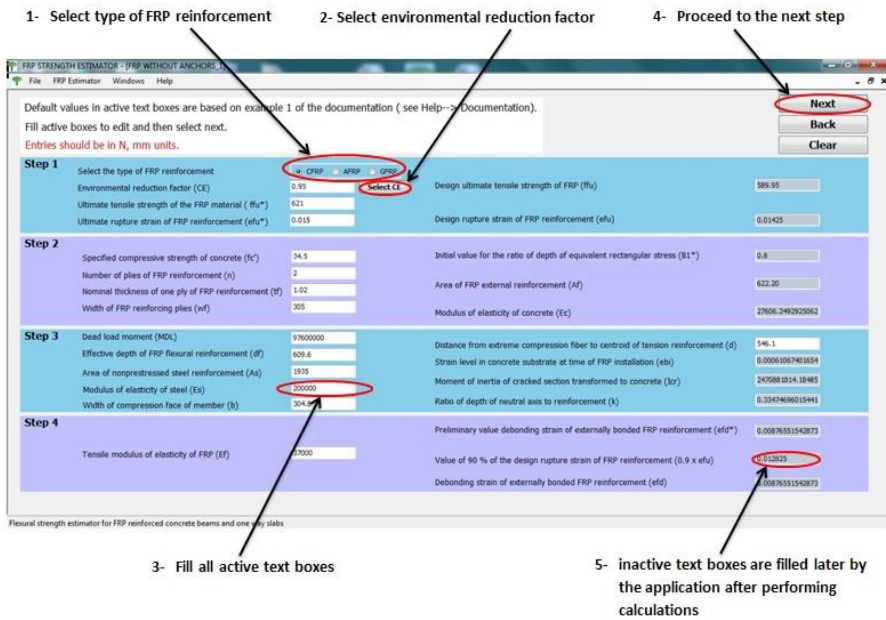 1- Select type of FRP reinforcement
2- Select environmental reduction factor
4- Proceed to the next step
FRP STRENGTH ESTIMATOR - [FRP WITHOUT ANCHORS_1]
File FRP Estimator Windows Help
Default values in active text boxes are based on example 1 of the documentation ( see Help--> Documentation).
Next
Fill active boxes to edit and then select next.
Back
Entries should be in N, mm units.
Clear
Step 1
Select the type of FRP reinforcement
CFRP AFRP GFRP
Environmental reduction factor (CE)
0.95
Select CE
Design ultimate tensile strength of FRP (ffu)
589.95
Ultimate tensile strength of the FRP material ( ffu*)
621
Ultimate rupture strain of FRP reinforcement (efu*)
0.015
Design rupture strain of FRP reinforcement (efu)
0.01425
Step 2
Specified compressive strength of concrete (fc')
34.5
Initial value for the ratio of depth of equivalent rectangular stress (B1*)
0.8
Number of plies of FRP reinforcement (n)
2
Nominal thickness of one ply of FRP reinforcement (tf)
1.02
Area of FRP external reinforcement (Af)
622.20
Width of FRP reinforcing plies (wf)
305
Modulus of elasticity of concrete (Ec)
27606.2492925062
Step 3
Dead load moment (MDL)
97600000
Distance from extreme compression fiber to centroid of tension reinforcement (d)
546.1
Effective depth of FRP flexural reinforcement (df)
609.6
Strain level in concrete substrate at time of FRP installation (ebi)
0.00061067401654
Area of nonprestressed steel reinforcement (As)
1935
Moment of inertia of cracked section transformed to concrete (Icr)
2470881814.18485
Modulus of elasticity of steel (Es)
200000
Width of compression face of member (b)
304.8
Ratio of depth of neutral axis to reinforcement (k)
0.33474696015441
Step 4
Preliminary value debonding strain of externally bonded FRP reinforcement (efd*)
0.00876551542873
Tensile modulus of elasticity of FRP (Ef)
37000
Value of 90 % of the design rupture strain of FRP reinforcement (0.9 x efu)
0.012825
Debonding strain of externally bonded FRP reinforcement (efd)
0.00876551542873
Flexural strength estimator for FRP reinforced concrete beams and one way slabs
3- Fill all active text boxes
5- inactive text boxes are filled later by
the application after performing
calculations